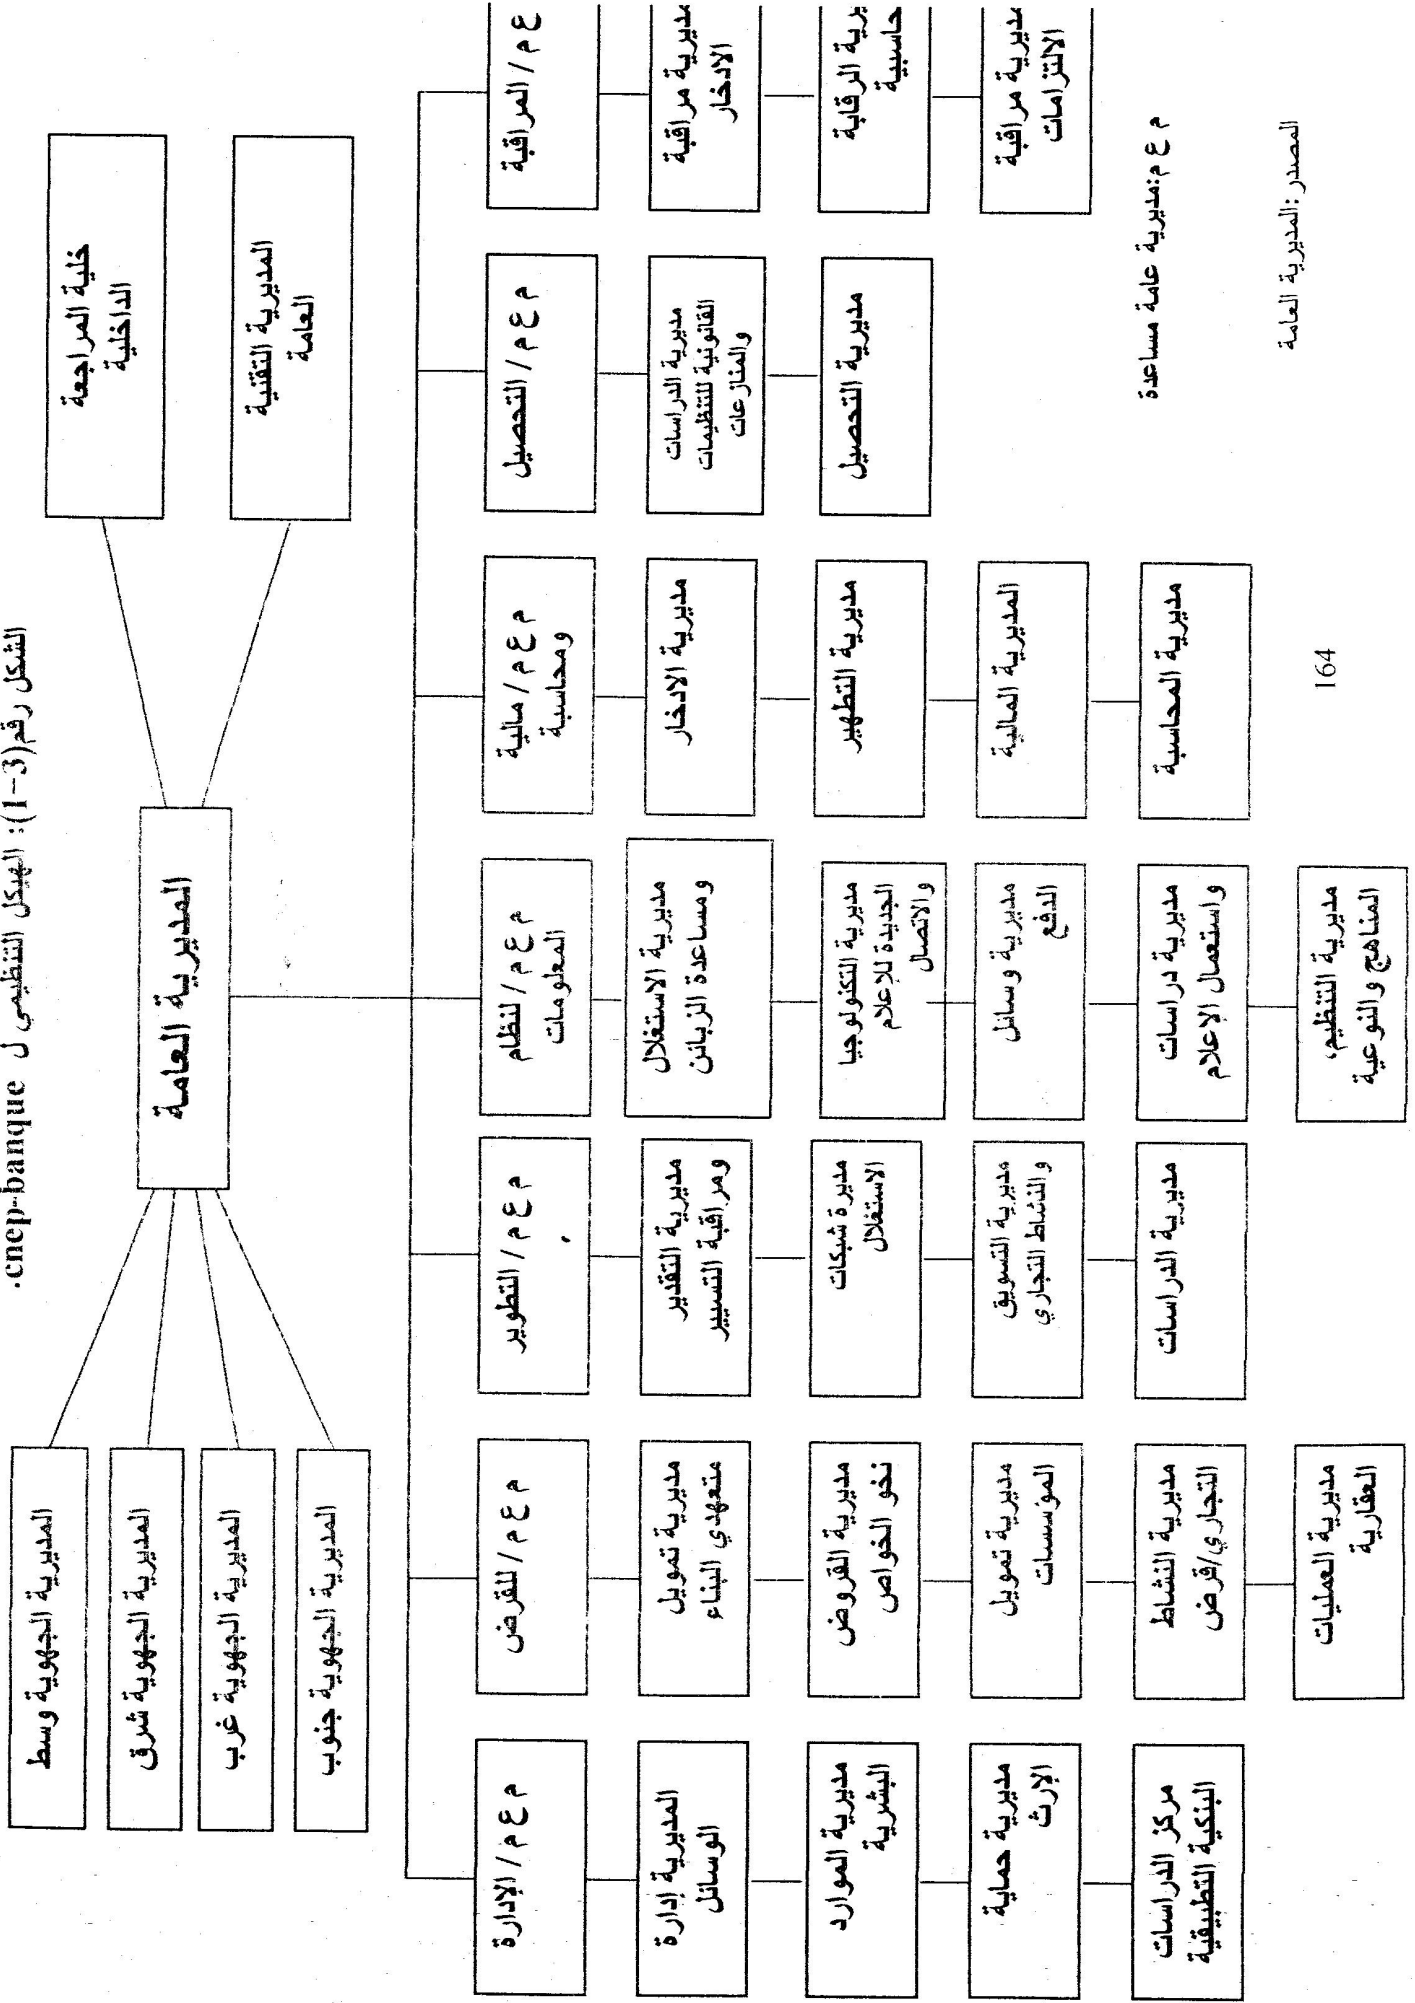 الشكل رقم(3-1): الهيكل التنظيمي ل cnep-banque.
خلية المراجعة
الداخلية
المديرية التقنية
العامة
المديرية العامة
المديرية الجهوية وسط
المديرية الجهوية شرق
المديرية الجهوية غرب
المديرية الجهوية جنوب
ع م / المراقبة
مديرية مراقبة
الادخار
الرقابة
مراقبة
الالتزامات
م ع م / التحصيل
مديرية الدراسات
القانونية للتنظيمات
والمنازعات
مديرية التحصيل
م ع م / مالية
ومحاسبة
مديرية الادخار
مديرية التطهير
المديرية المالية
مديرية المحاسبة
م ع م / لنظام
المعلومات
مديرية الاستغلال
ومساعدة الزبائن
مديرية التكنولوجيا
الجديدة للإعلام
والاتصال
مديرية وسائل
الدفع
مديرية دراسات
واستعمال الإعلام
مديرية التنظيم،
المناهج والنوعية
م ع م / التطوير
مديرية التقدير
ومراقبة التسيير
مديرة شبكات
الاستغلال
مديرية التسويق
والنشاط التجاري
مديرية الدراسات
م ع م / للقرض
مديرية تمويل
متعهدي البناء
مديرية القروض
نحو الخواص
مديرية تمويل
المؤسسات
مديرية النشاط
التجاري/قرض
مديرية العمليات
العقارية
م ع م / الإدارة
المديرية إدارة
الوسائل
مديرية الموارد
البشرية
مديرية حماية
الإرث
مركز الدراسات
البنكية التطبيقية
م ع م:مديرية عامة مساعدة
المصدر :المديرية العامة
164